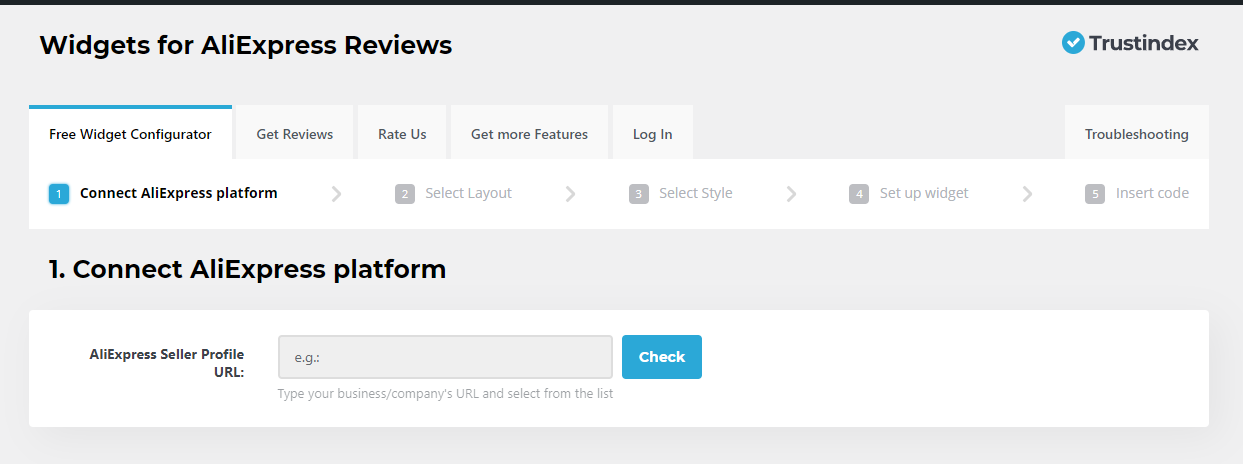 Widgets for AliExpress Reviews
Trustindex
Free Widget Configurator
Get Reviews
Rate Us
Get more Features
Log In
Troubleshooting
1 Connect AliExpress platform
2 Select Layout
3 Select Style
4 Set up widget
5 Insert code
1. Connect AliExpress platform
AliExpress Seller Profile
URL:
e.g.:
Check
Type your business/company's URL and select from the list